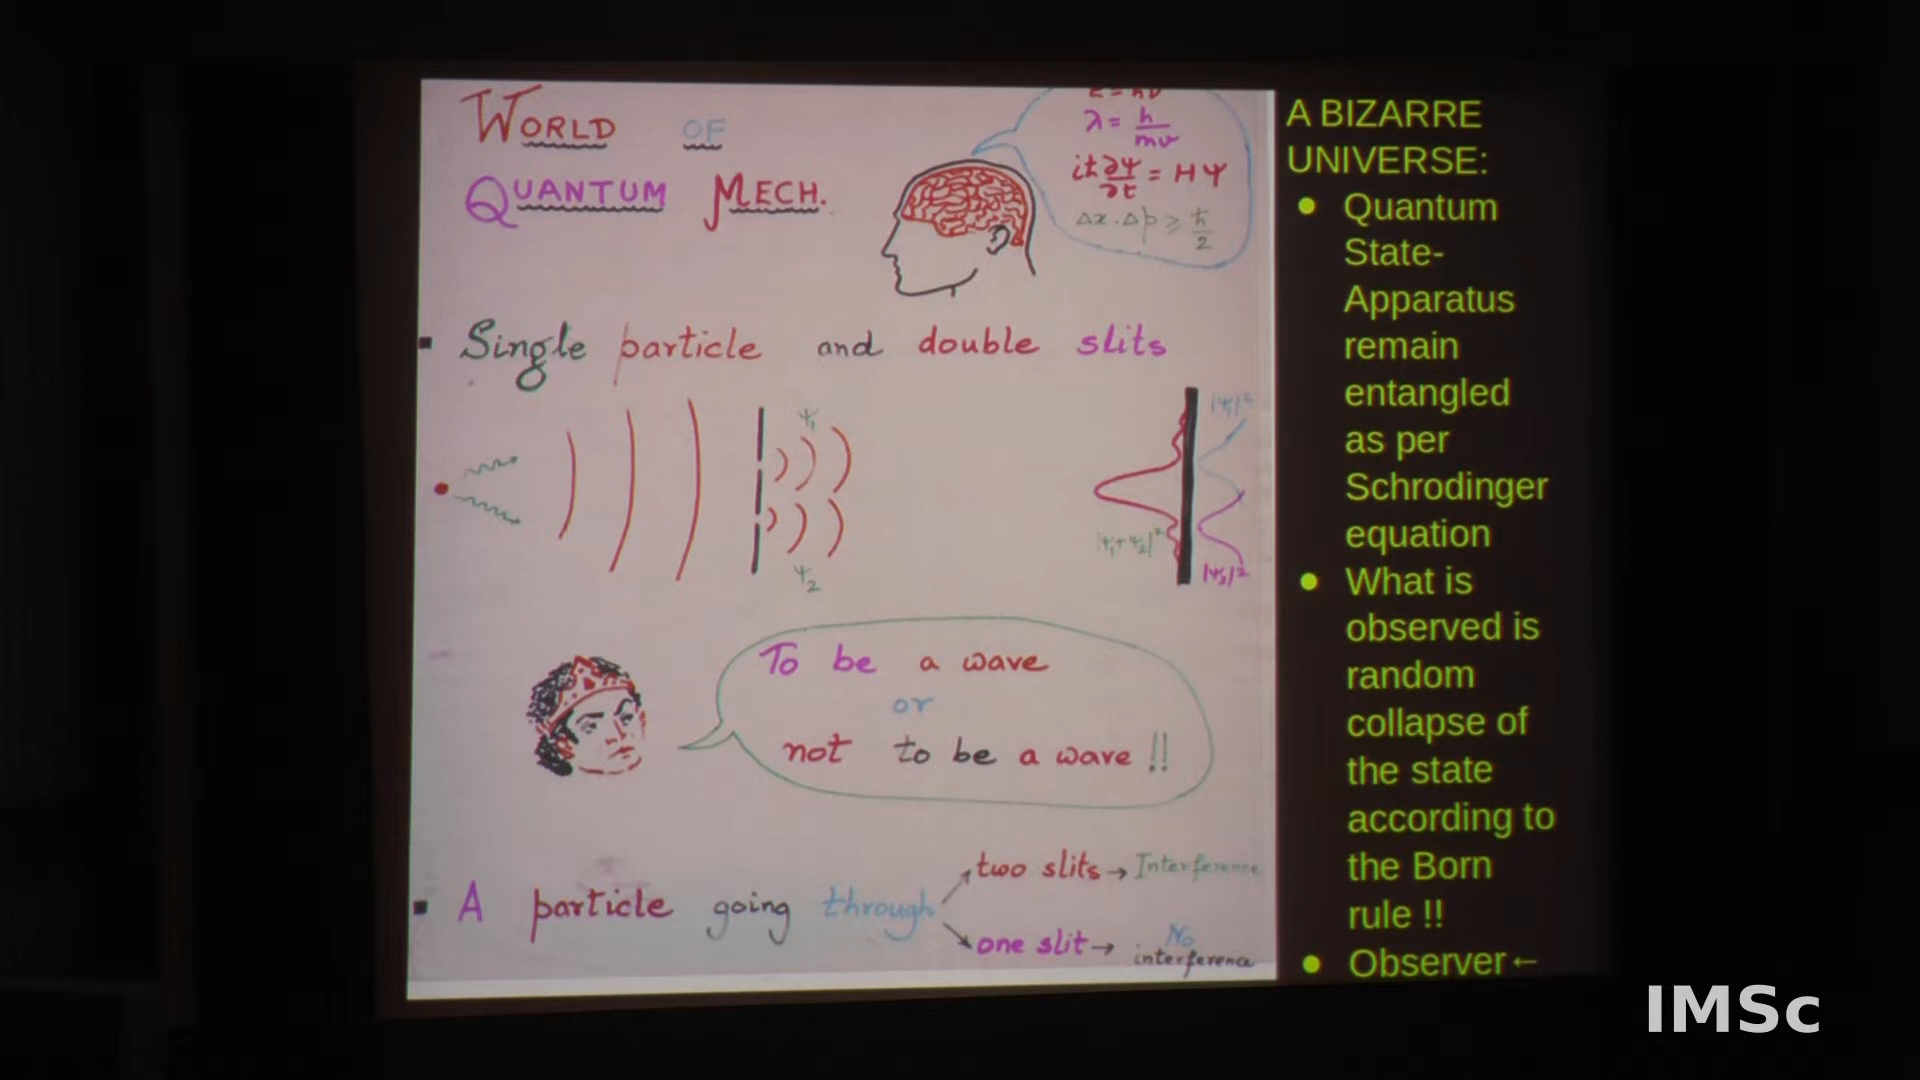 WORLD OF
QUANTUM MECH.
λ = h/mv
iħ ∂Ψ/∂t = H Ψ
Δx . Δp ≥ ħ/2
▪ Single particle and double slits
Ψ1
Ψ2
|Ψ1|²
|Ψ1+Ψ2|²
|Ψ2|²
To be a wave
or
not to be a wave !!
▪ A particle going through
two slits → Interference
one slit → No
interference
A BIZARRE
UNIVERSE:
● Quantum
State-
Apparatus
remain
entangled
as per
Schrodinger
equation
● What is
observed is
random
collapse of
the state
according to
the Born
rule !!
● Observer←
IMSc